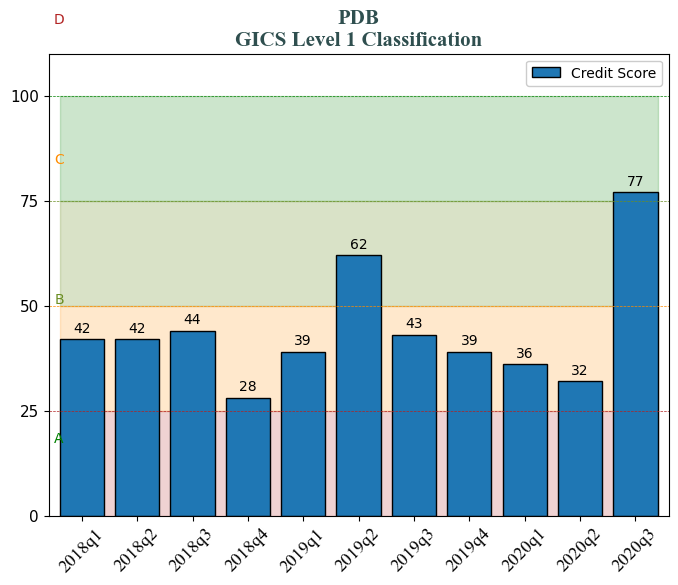 D
PDB
GICS Level 1 Classification
Credit Score
100
C
77
75
62
B
50
42
42
44
28
39
43
39
36
32
25
A
0
2018q1
2018q2
2018q3
2018q4
2019q1
2019q2
2019q3
2019q4
2020q1
2020q2
2020q3